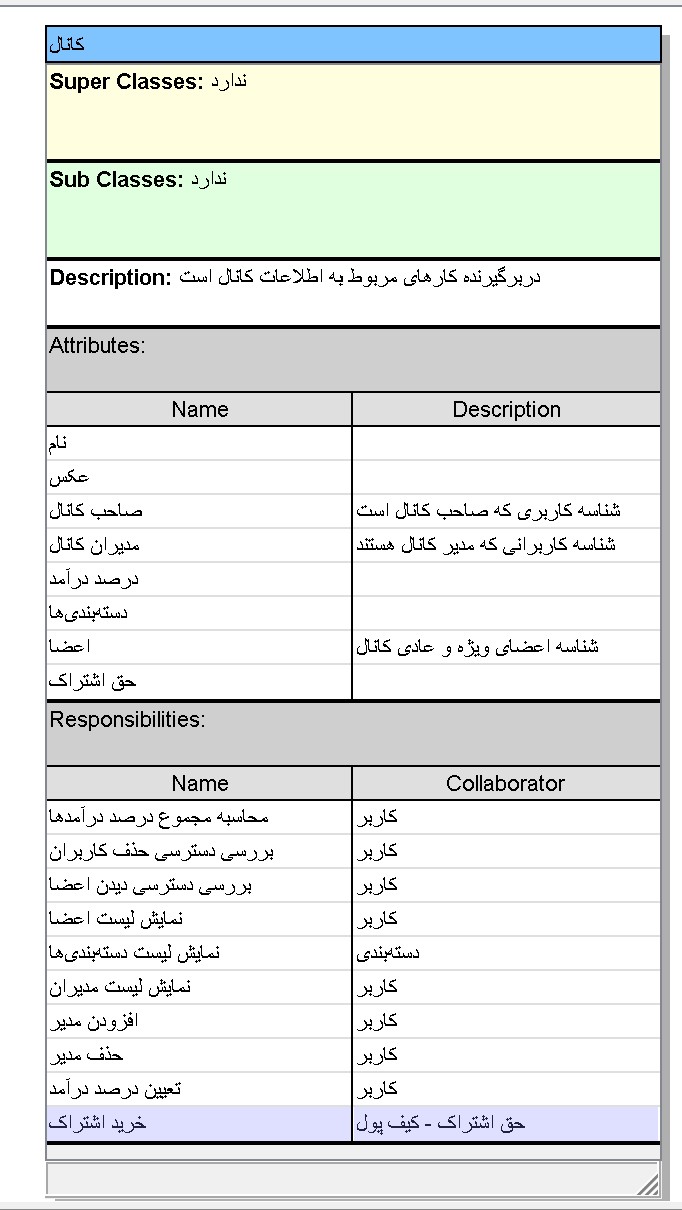 کانال
Super Classes: ندارد
Sub Classes: ندارد
Description: دربرگیرنده کارهای مربوط به اطلاعات کانال است
Attributes:
Name Description
نام
عکس
صاحب کانال شناسه کاربری که صاحب کانال است
مدیران کانال شناسه کاربرانی که مدیر کانال هستند
درصد درآمد
دسته‌بندی‌ها
اعضا شناسه اعضای ویژه و عادی کانال
حق اشتراک
Responsibilities:
Name Collaborator
محاسبه مجموع درصد درآمدها کاربر
بررسی دسترسی حذف کاربران کاربر
بررسی دسترسی دیدن اعضا کاربر
نمایش لیست اعضا کاربر
نمایش لیست دسته‌بندی‌ها دسته‌بندی
نمایش لیست مدیران کاربر
افزودن مدیر کاربر
حذف مدیر کاربر
تعیین درصد درآمد کاربر
خرید اشتراک حق اشتراک - کیف پول